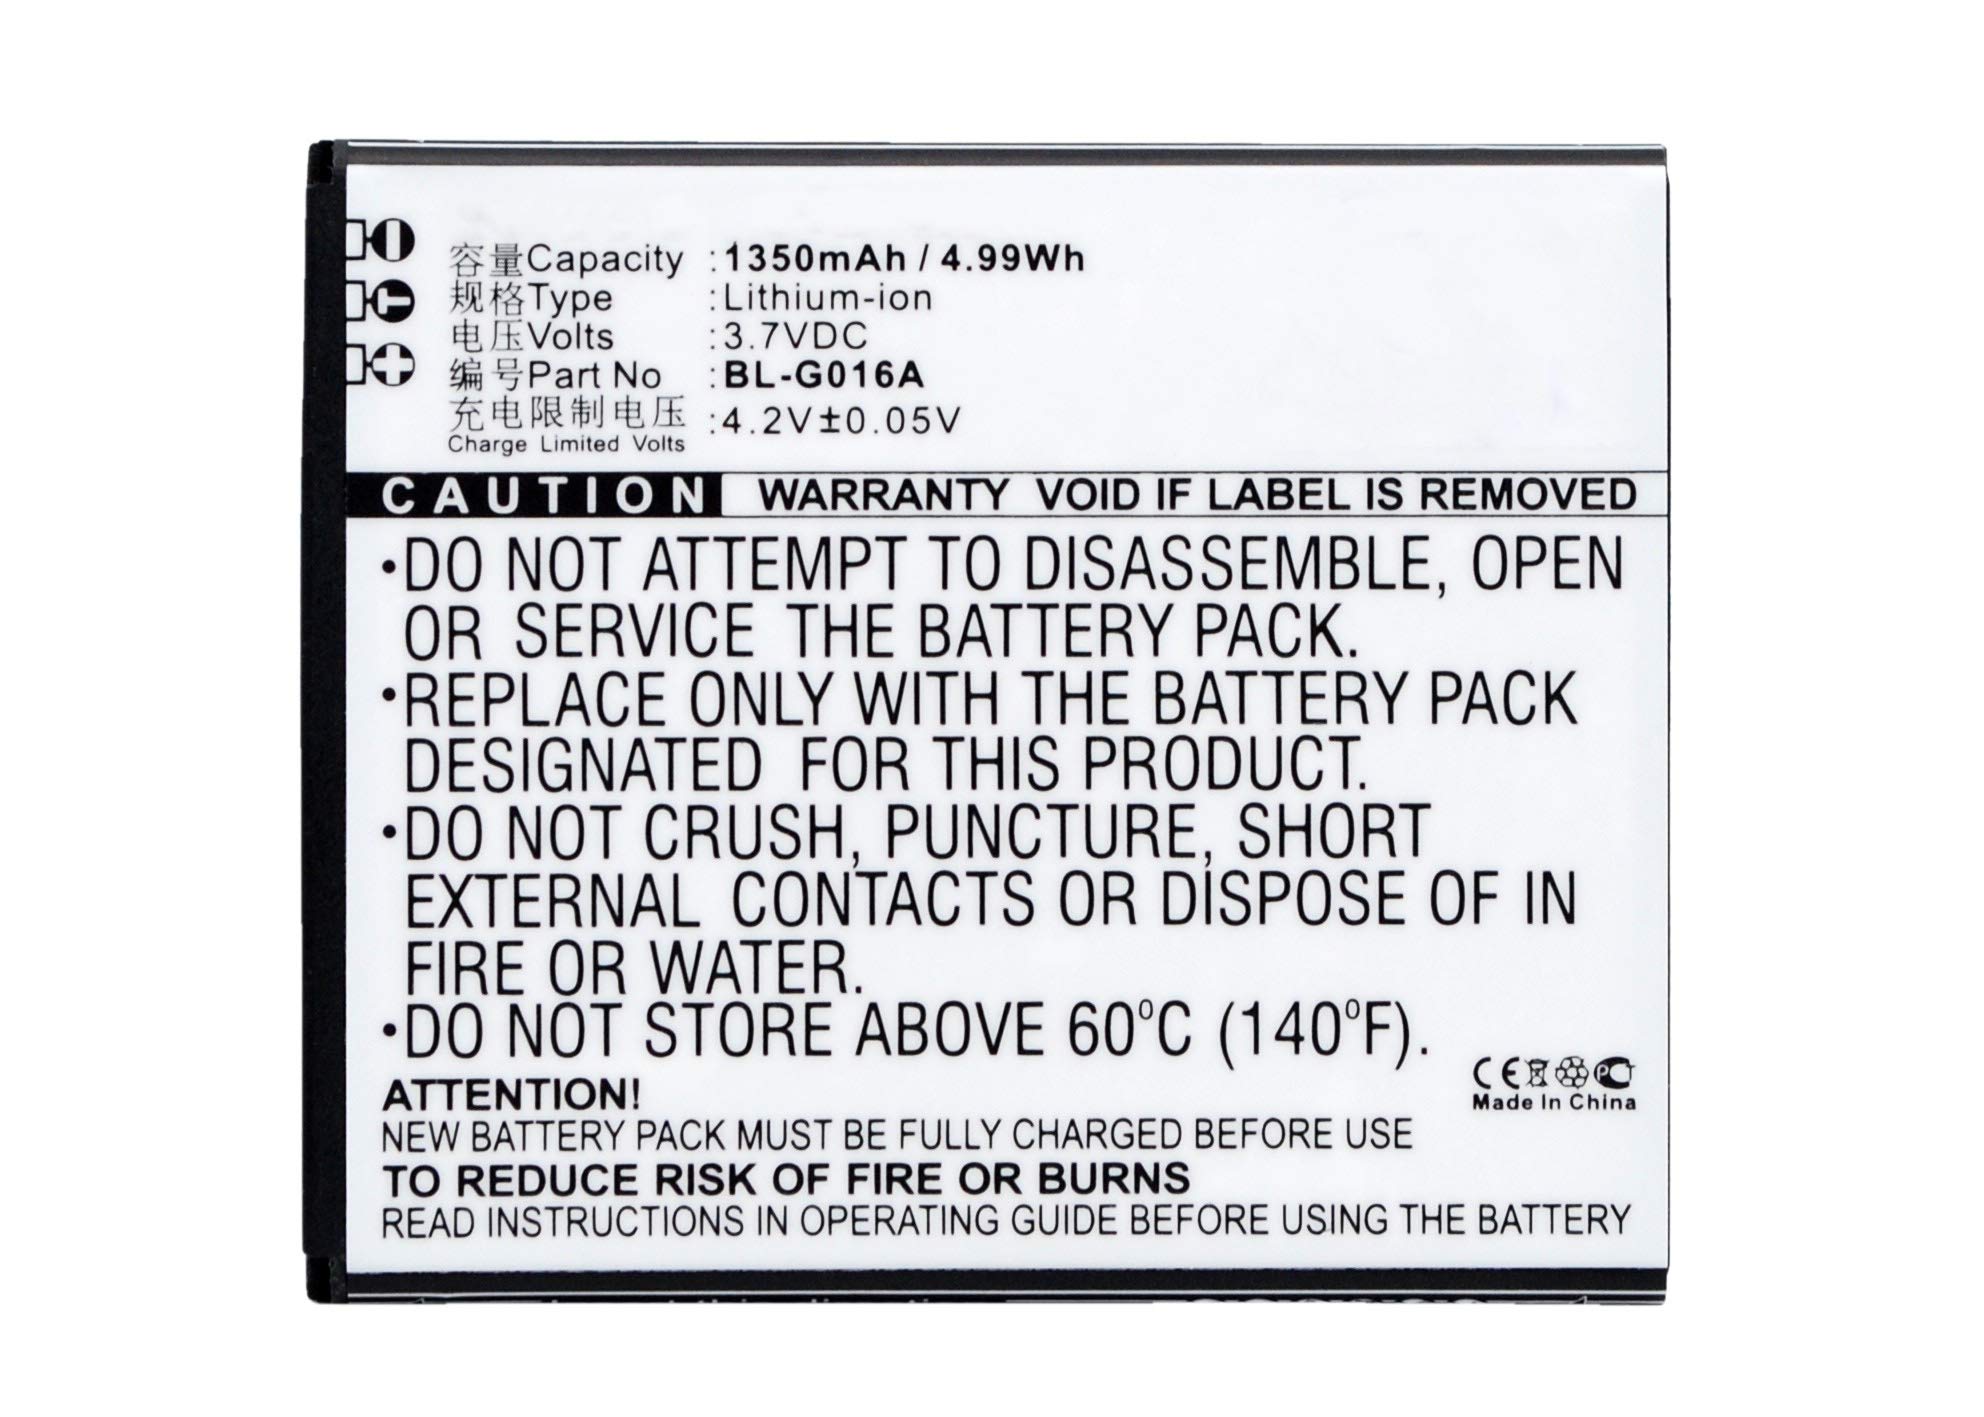 容量Capacity :1350mAh / 4.99Wh
规格Type :Lithium-ion
电压Volts :3.7VDC
编号Part No :BL-G016A
充电限制电压 :4.2V±0.05V
Charge Limited Volts
CAUTION WARRANTY VOID IF LABEL IS REMOVED
•DO NOT ATTEMPT TO DISASSEMBLE, OPEN
OR SERVICE THE BATTERY PACK.
•REPLACE ONLY WITH THE BATTERY PACK
DESIGNATED FOR THIS PRODUCT.
•DO NOT CRUSH, PUNCTURE, SHORT
EXTERNAL CONTACTS OR DISPOSE OF IN
FIRE OR WATER.
•DO NOT STORE ABOVE 60°C (140°F).
CE PC
Made In China
ATTENTION!
NEW BATTERY PACK MUST BE FULLY CHARGED BEFORE USE
TO REDUCE RISK OF FIRE OR BURNS
READ INSTRUCTIONS IN OPERATING GUIDE BEFORE USING THE BATTERY